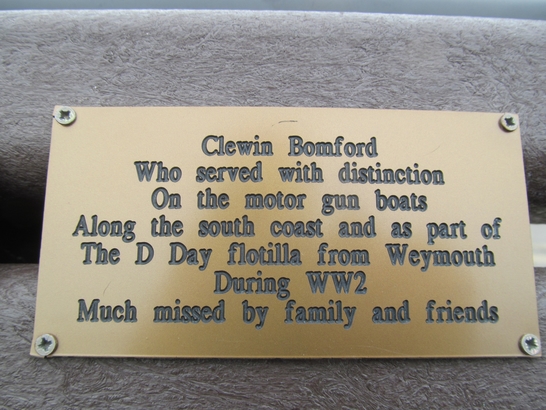 Clewin Bomford
Who served with distinction
On the motor gun boats
Along the south coast and as part of
The D Day flotilla from Weymouth
During WW2
Much missed by family and friends